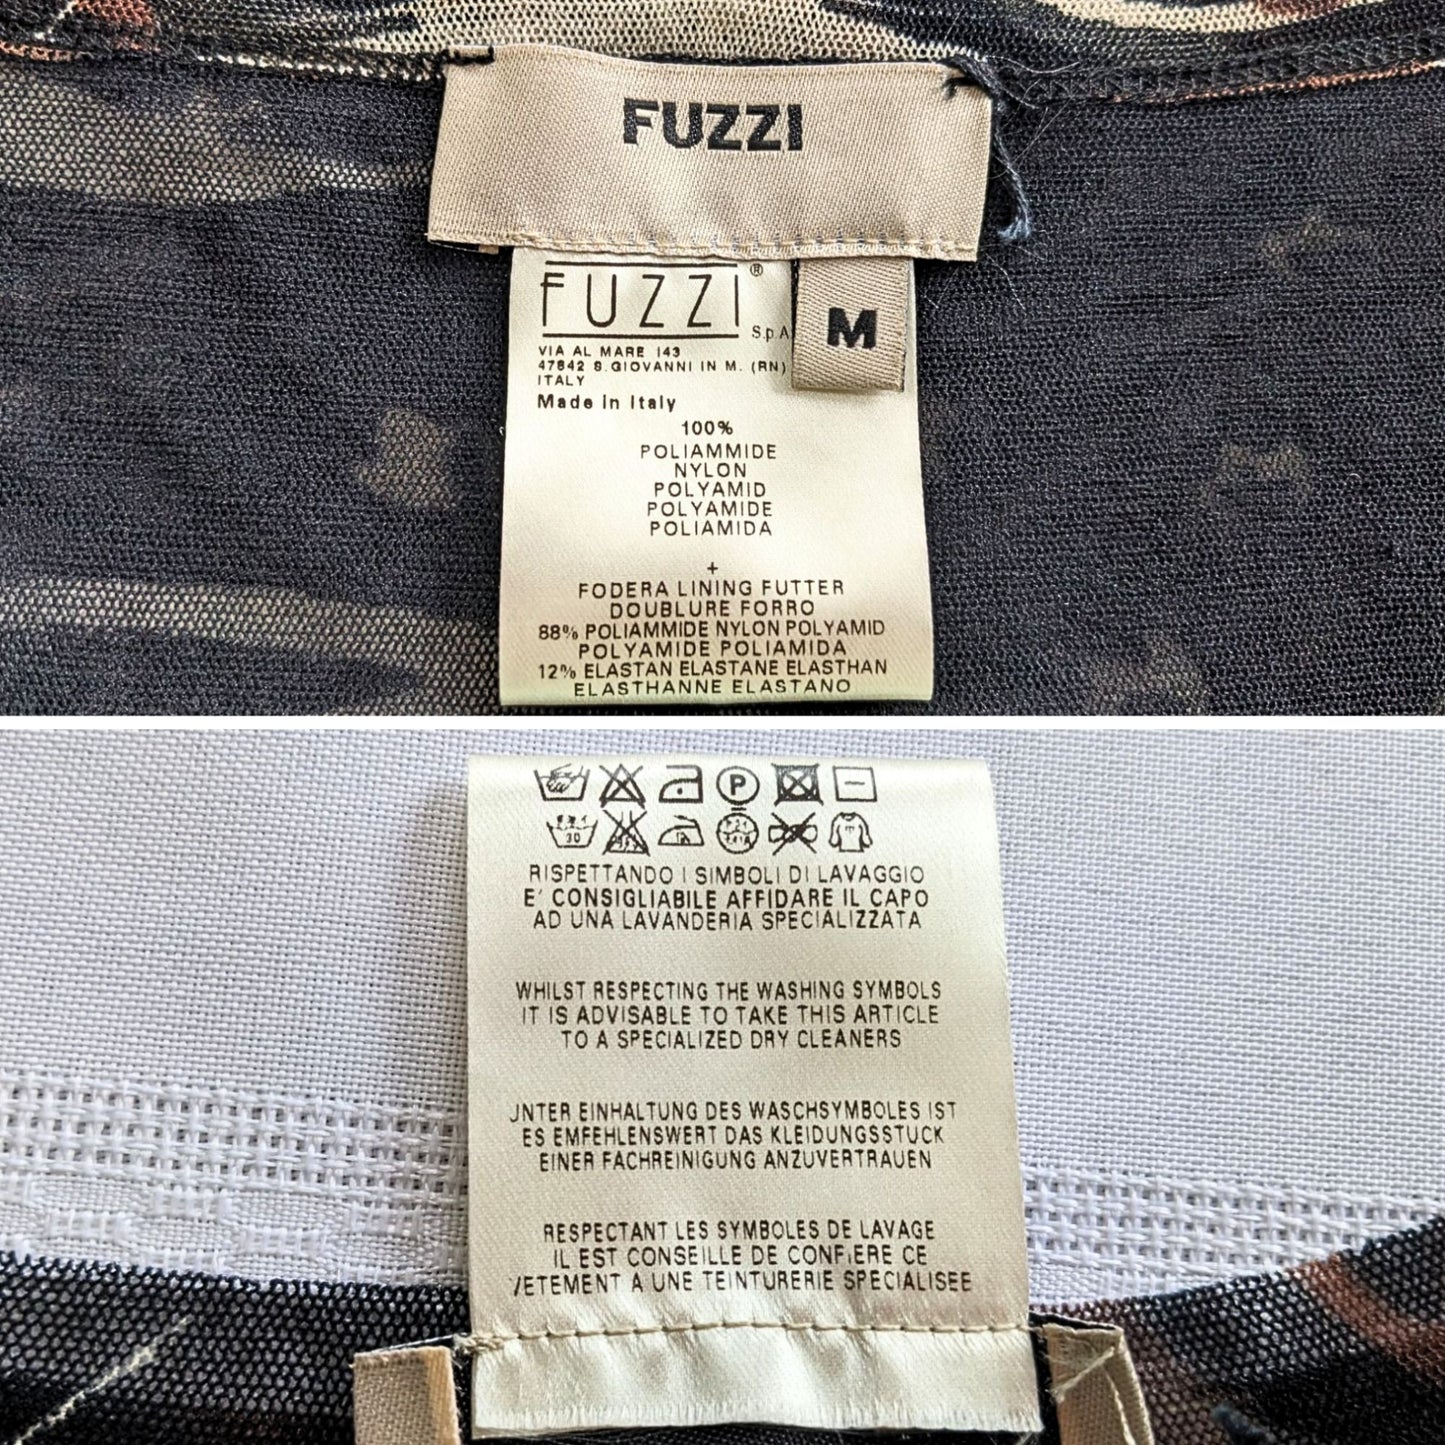 FUZZI
FUZZI®
S.p.A
M
VIA AL MARE 143
47842 S.GIOVANNI IN M. (RN)
ITALY
Made in Italy
100%
POLIAMMIDE
NYLON
POLYAMID
POLYAMIDE
POLIAMIDA
+
FODERA LINING FUTTER
DOUBLURE FORRO
88% POLIAMMIDE NYLON POLYAMID
POLYAMIDE POLIAMIDA
12% ELASTAN ELASTANE ELASTHAN
ELASTHANNE ELASTANO
P
30
RISPETTANDO I SIMBOLI DI LAVAGGIO
E' CONSIGLIABILE AFFIDARE IL CAPO
AD UNA LAVANDERIA SPECIALIZZATA
WHILST RESPECTING THE WASHING SYMBOLS
IT IS ADVISABLE TO TAKE THIS ARTICLE
TO A SPECIALIZED DRY CLEANERS
UNTER EINHALTUNG DES WASCHSYMBOLES IST
ES EMFEHLENSWERT DAS KLEIDUNGSSTUCK
EINER FACHREINIGUNG ANZUVERTRAUEN
RESPECTANT LES SYMBOLES DE LAVAGE
IL EST CONSEILLE DE CONFIERE CE
VETEMENT A UNE TEINTURERIE SPECIALISEE